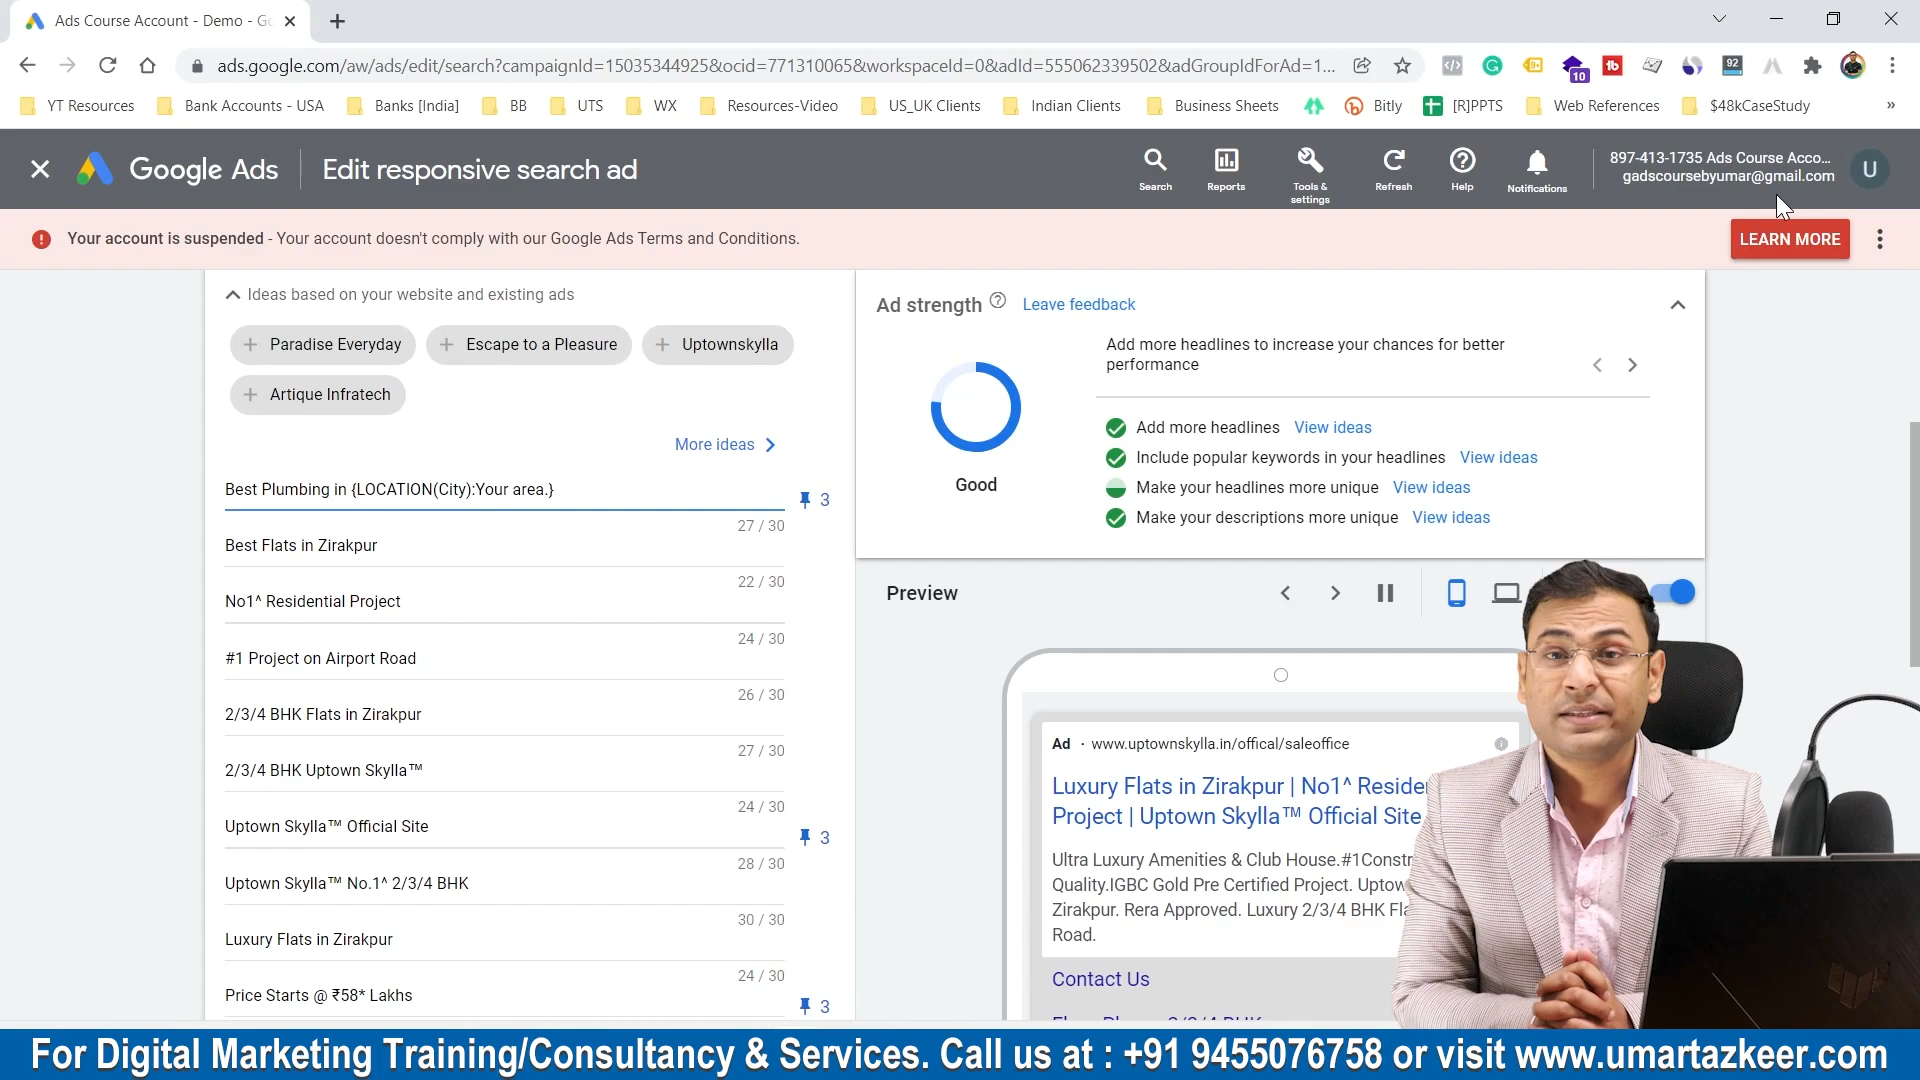 Ads Course Account - Demo - Go
ads.google.com/aw/ads/edit/search?campaignId=15035344925&ocid=771310065&workspaceId=0&adId=555062339502&adGroupIdForAd=1...
10
92
YT Resources
Bank Accounts - USA
Banks [India]
BB
UTS
WX
Resources-Video
US_UK Clients
Indian Clients
Business Sheets
Bitly
[R]PPTS
Web References
$48kCaseStudy
»
Google Ads
Edit responsive search ad
Search
Reports
Tools &
settings
Refresh
Help
Notifications
897-413-1735 Ads Course Acco...
gadscoursebyumar@gmail.com
U
Your account is suspended - Your account doesn't comply with our Google Ads Terms and Conditions.
LEARN MORE
Ideas based on your website and existing ads
+ Paradise Everyday
+ Escape to a Pleasure
+ Uptownskylla
+ Artique Infratech
More ideas
Best Plumbing in {LOCATION(City):Your area.}
3
27 / 30
Best Flats in Zirakpur
22 / 30
No1^ Residential Project
24 / 30
#1 Project on Airport Road
26 / 30
2/3/4 BHK Flats in Zirakpur
27 / 30
2/3/4 BHK Uptown Skylla™
24 / 30
Uptown Skylla™ Official Site
3
28 / 30
Uptown Skylla™ No.1^ 2/3/4 BHK
30 / 30
Luxury Flats in Zirakpur
24 / 30
Price Starts @ ₹58* Lakhs
3
Ad strength
Leave feedback
Good
Add more headlines to increase your chances for better
performance
Add more headlines View ideas
Include popular keywords in your headlines View ideas
Make your headlines more unique View ideas
Make your descriptions more unique View ideas
Preview
Ad · www.uptownskylla.in/offical/saleoffice
Luxury Flats in Zirakpur | No1^ Reside
Project | Uptown Skylla™ Official Site
Ultra Luxury Amenities & Club House.#1Constr
Quality.IGBC Gold Pre Certified Project. Uptow
Zirakpur. Rera Approved. Luxury 2/3/4 BHK Fla
Road.
Contact Us
For Digital Marketing Training/Consultancy & Services. Call us at : +91 9455076758 or visit www.umartazkeer.com